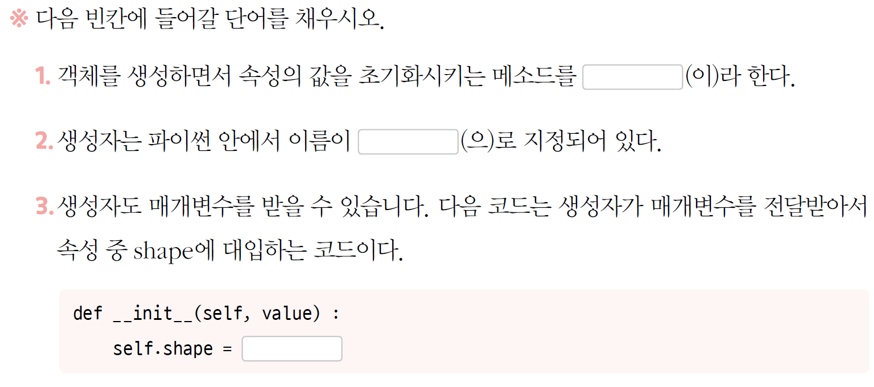 ※ 다음 빈칸에 들어갈 단어를 채우시오.
1. 객체를 생성하면서 속성의 값을 초기화시키는 메소드를 (이)라 한다.
2. 생성자는 파이썬 안에서 이름이 (으)로 지정되어 있다.
3. 생성자도 매개변수를 받을 수 있습니다. 다음 코드는 생성자가 매개변수를 전달받아서
속성 중 shape에 대입하는 코드이다.
def __init__(self, value) :
self.shape =